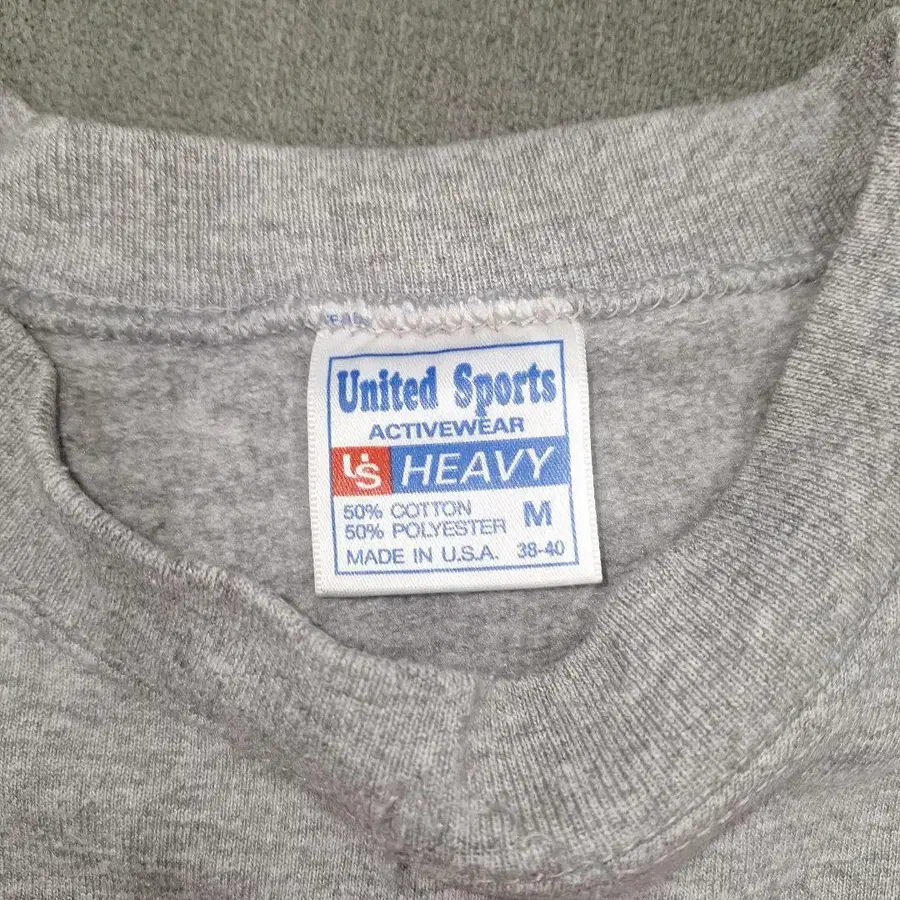 United Sports
ACTIVEWEAR
US HEAVY
50% COTTON
50% POLYESTER M
MADE IN U.S.A. 38-40